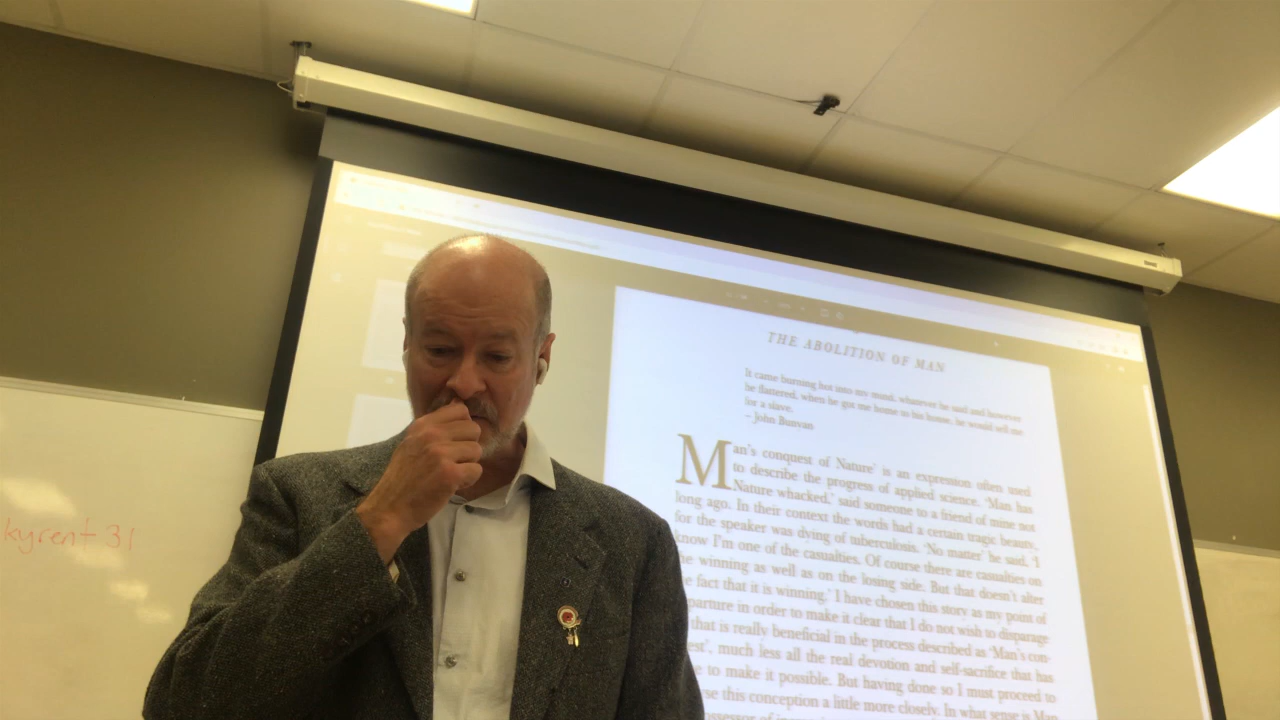 kyrent 31
THE ABOLITION OF MAN
It came burning hot into my mind, whatever he said and however
he flattered, when he got me home to his house, he would sell me
for a slave.
– John Bunyan
Man's conquest of Nature' is an expression often used
to describe the progress of applied science. 'Man has
Nature whacked,' said someone to a friend of mine not
long ago. In their context the words had a certain tragic beauty,
for the speaker was dying of tuberculosis. 'No matter' he said, 'I
know I'm one of the casualties. Of course there are casualties on
he winning as well as on the losing side. But that doesn't alter
e fact that it is winning.' I have chosen this story as my point of
parture in order to make it clear that I do not wish to disparage
that is really beneficial in the process described as 'Man's con-
est', much less all the real devotion and self-sacrifice that has
e to make it possible. But having done so I must proceed to
se this conception a little more closely. In what sense is Man